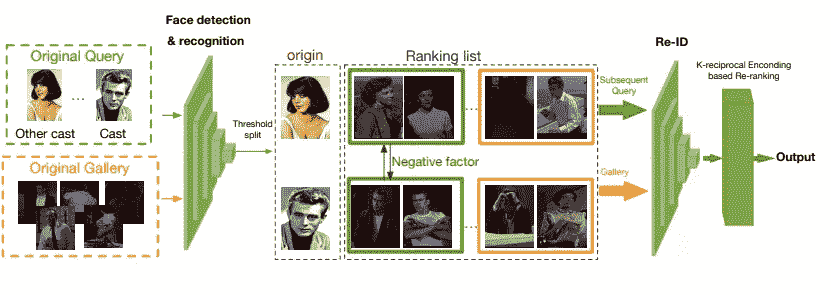 Face detection
& recognition
Original Query
Other cast
...
Cast
Original Gallery
Threshold
split
origin
Ranking list
...
Negative factor
...
Subsequent
Query
Gallery
Re-ID
K-reciprocal Enconding
based Re-ranking
Output